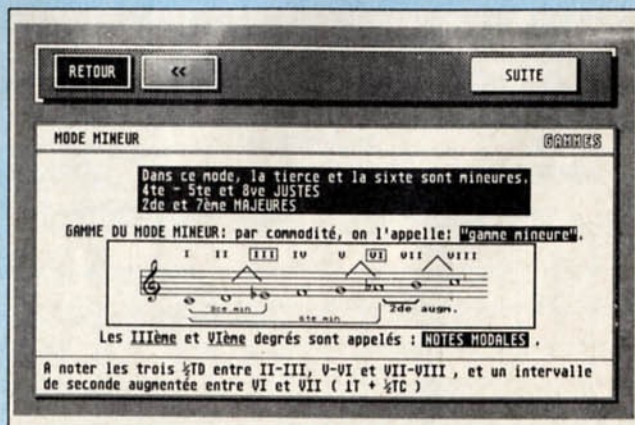 RETOUR << SUITE
MODE MINEUR GAMMES
Dans ce mode, la tierce et la sixte sont mineures.
4te - 5te et 8ve JUSTES
2de et 7ème MAJEURES
GAMME DU MODE MINEUR: par commodité, on l'appelle: "gamme mineure".
I II III IV V VI VII VIII
3ce min
6te min
2de augm.
Les IIIème et VIème degrés sont appelés : NOTES MODALES .
A noter les trois ½TD entre II-III, V-VI et VII-VIII , et un intervalle
de seconde augmentée entre VI et VII ( 1T + ½TC )